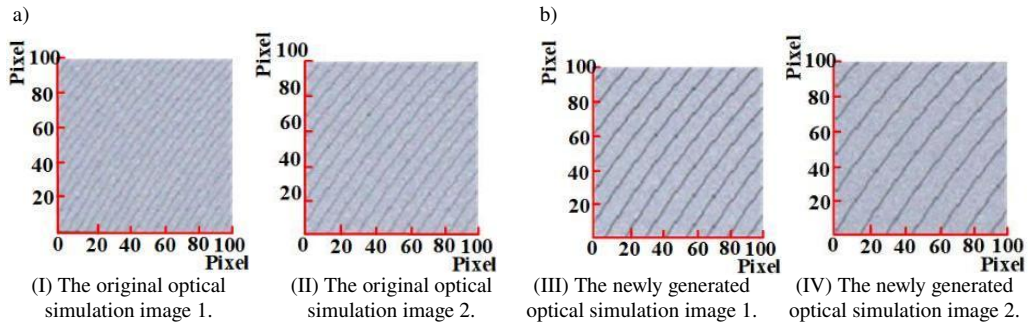 a)
b)
Pixel
100
80
60
40
20
0 20 40 60 80 100
Pixel
(I) The original optical
simulation image 1.
Pixel
100
80
60
40
20
0 20 40 60 80 100
Pixel
(II) The original optical
simulation image 2.
Pixel
100
80
60
40
20
0 20 40 60 80 100
Pixel
(III) The newly generated
optical simulation image 1.
Pixel
100
80
60
40
20
0 20 40 60 80 100
Pixel
(IV) The newly generated
optical simulation image 2.